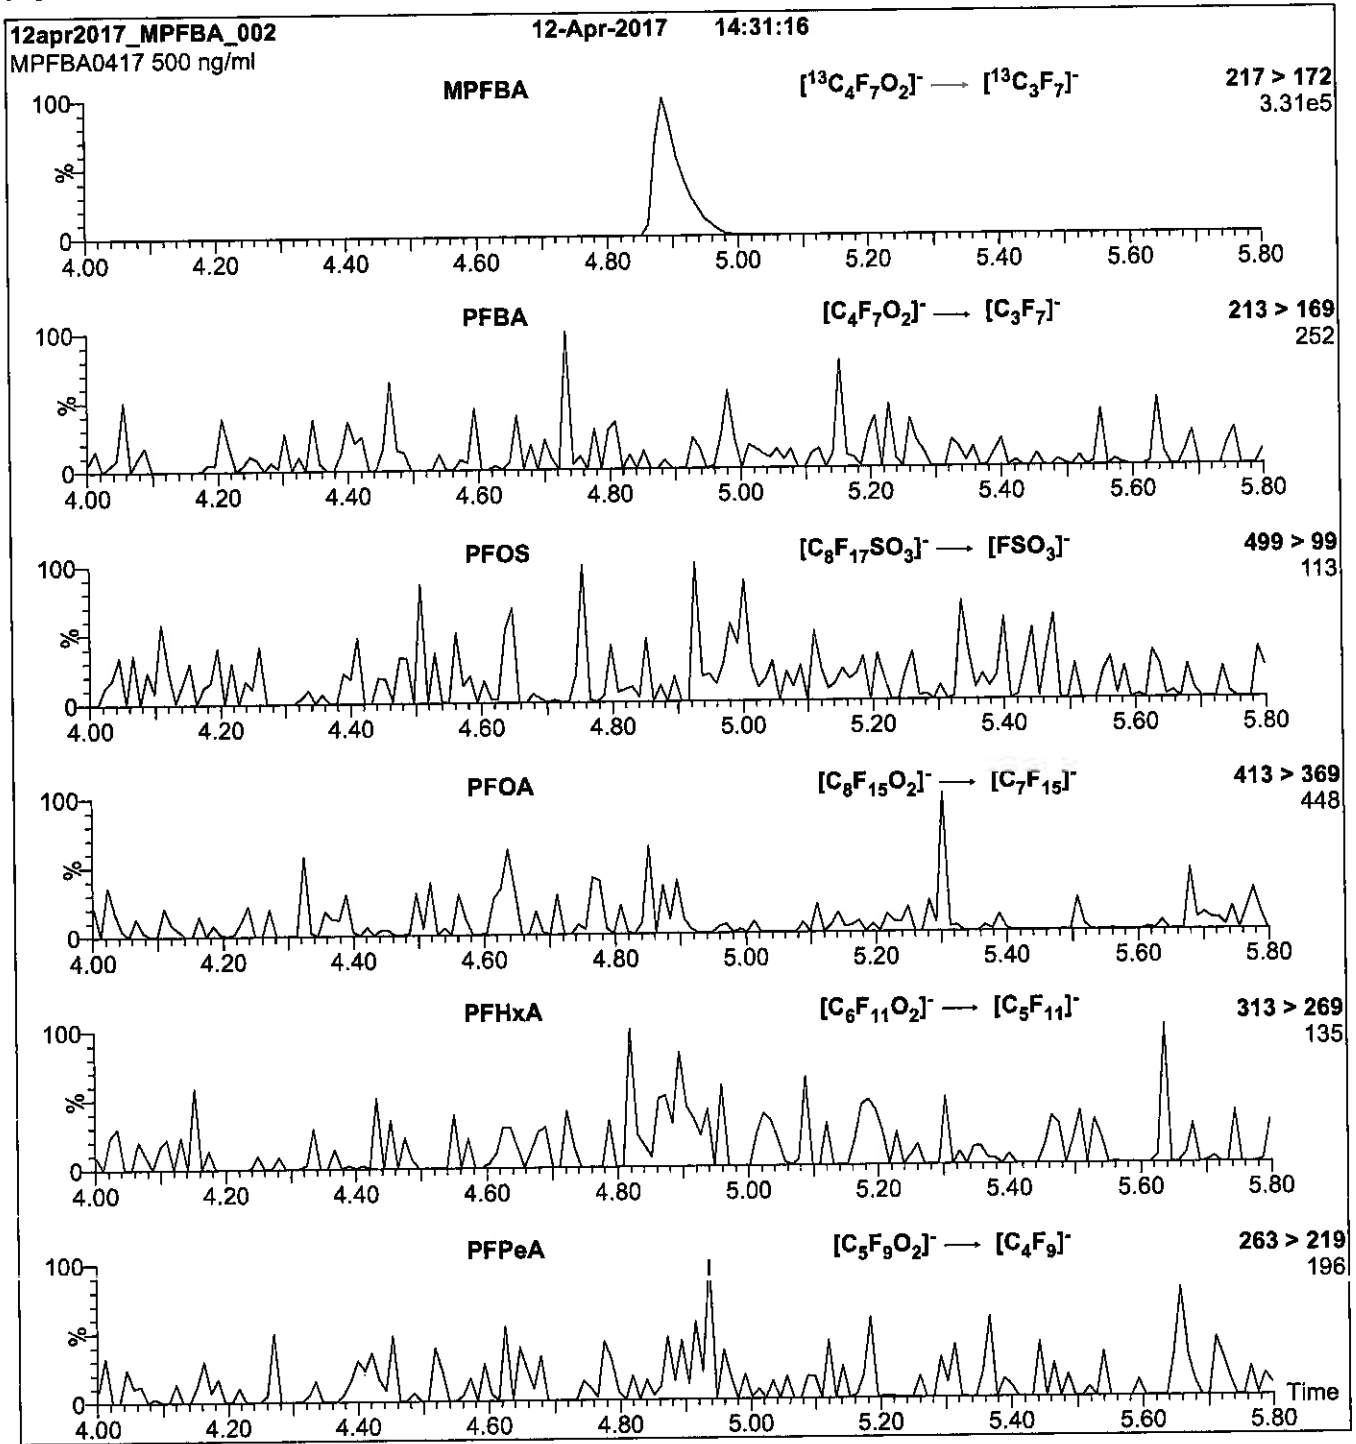 12apr2017_MPFBA_002 12-Apr-2017 14:31:16
MPFBA0417 500 ng/ml
MPFBA [¹³C₄F₇O₂]⁻ → [¹³C₃F₇]⁻ 217 > 172
3.31e5
100
%
0
4.00 4.20 4.40 4.60 4.80 5.00 5.20 5.40 5.60 5.80
PFBA [C₄F₇O₂]⁻ → [C₃F₇]⁻ 213 > 169
252
100
%
0
4.00 4.20 4.40 4.60 4.80 5.00 5.20 5.40 5.60 5.80
PFOS [C₈F₁₇SO₃]⁻ → [FSO₃]⁻ 499 > 99
113
100
%
0
4.00 4.20 4.40 4.60 4.80 5.00 5.20 5.40 5.60 5.80
PFOA [C₈F₁₅O₂]⁻ → [C₇F₁₅]⁻ 413 > 369
448
100
%
0
4.00 4.20 4.40 4.60 4.80 5.00 5.20 5.40 5.60 5.80
PFHxA [C₆F₁₁O₂]⁻ → [C₅F₁₁]⁻ 313 > 269
135
100
%
0
4.00 4.20 4.40 4.60 4.80 5.00 5.20 5.40 5.60 5.80
PFPeA [C₅F₉O₂]⁻ → [C₄F₉]⁻ 263 > 219
196
100
%
0
Time
4.00 4.20 4.40 4.60 4.80 5.00 5.20 5.40 5.60 5.80